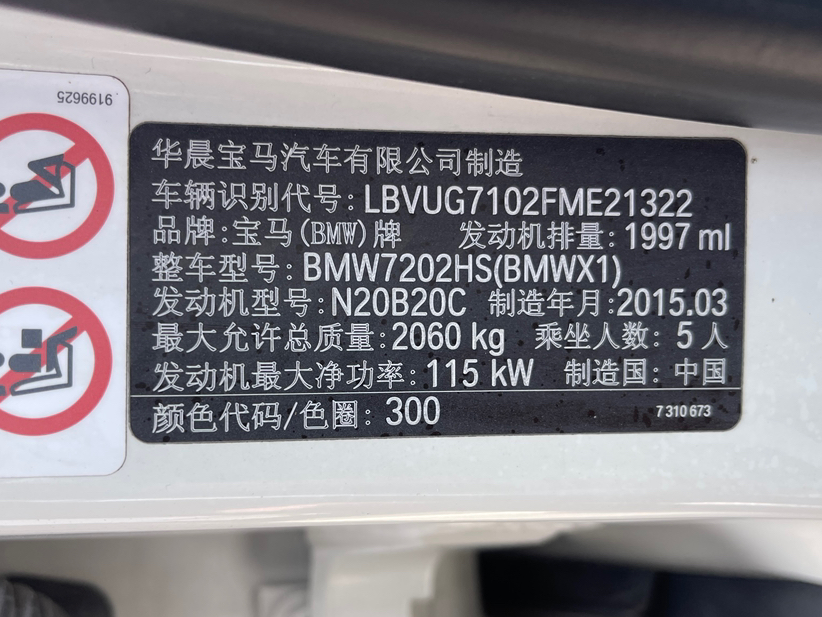 9199625
华晨宝马汽车有限公司制造
车辆识别代号: LBVUG7102FME21322
品牌: 宝马(BMW)牌 发动机排量: 1997 ml
整车型号: BMW7202HS(BMWX1)
发动机型号: N20B20C 制造年月: 2015.03
最大允许总质量: 2060 kg 乘坐人数: 5 人
发动机最大净功率: 115 kW 制造国: 中国
颜色代码/色圈: 300 7 310 673